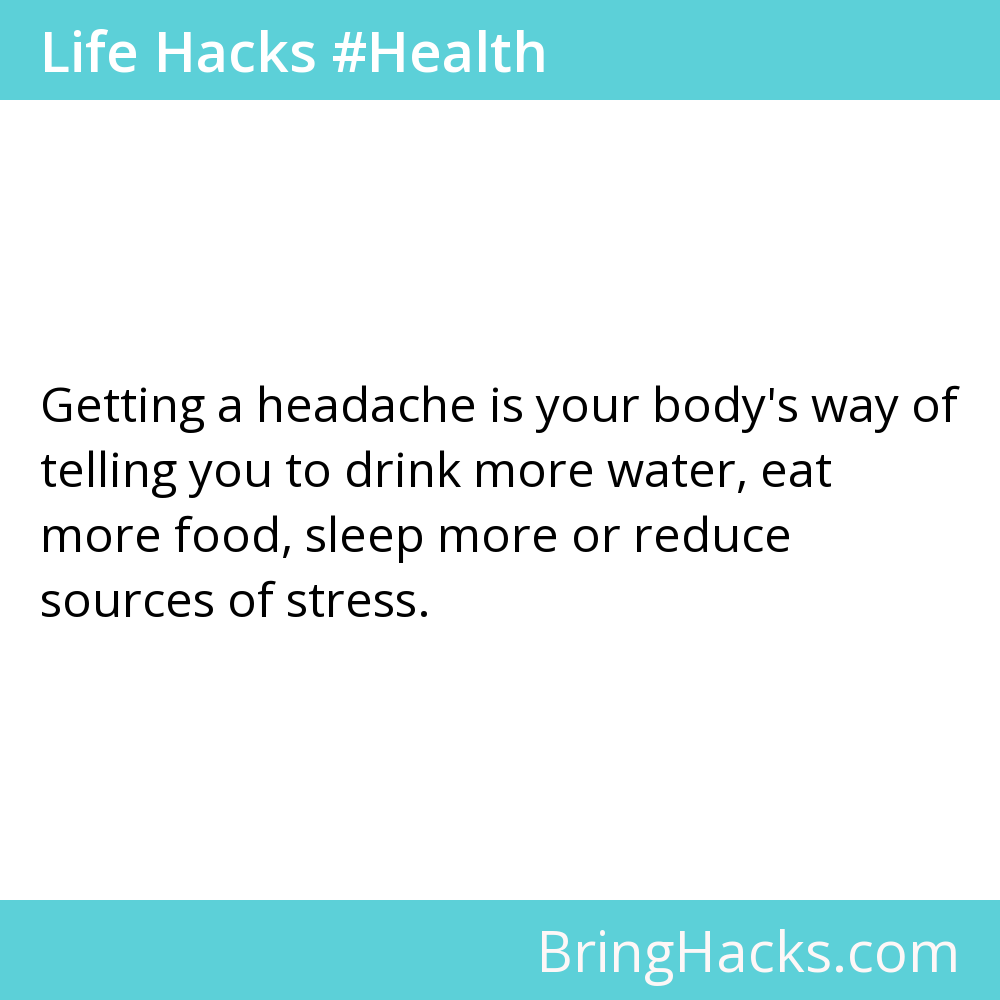 Life Hacks #Health
Getting a headache is your body's way of
telling you to drink more water, eat
more food, sleep more or reduce
sources of stress.
BringHacks.com